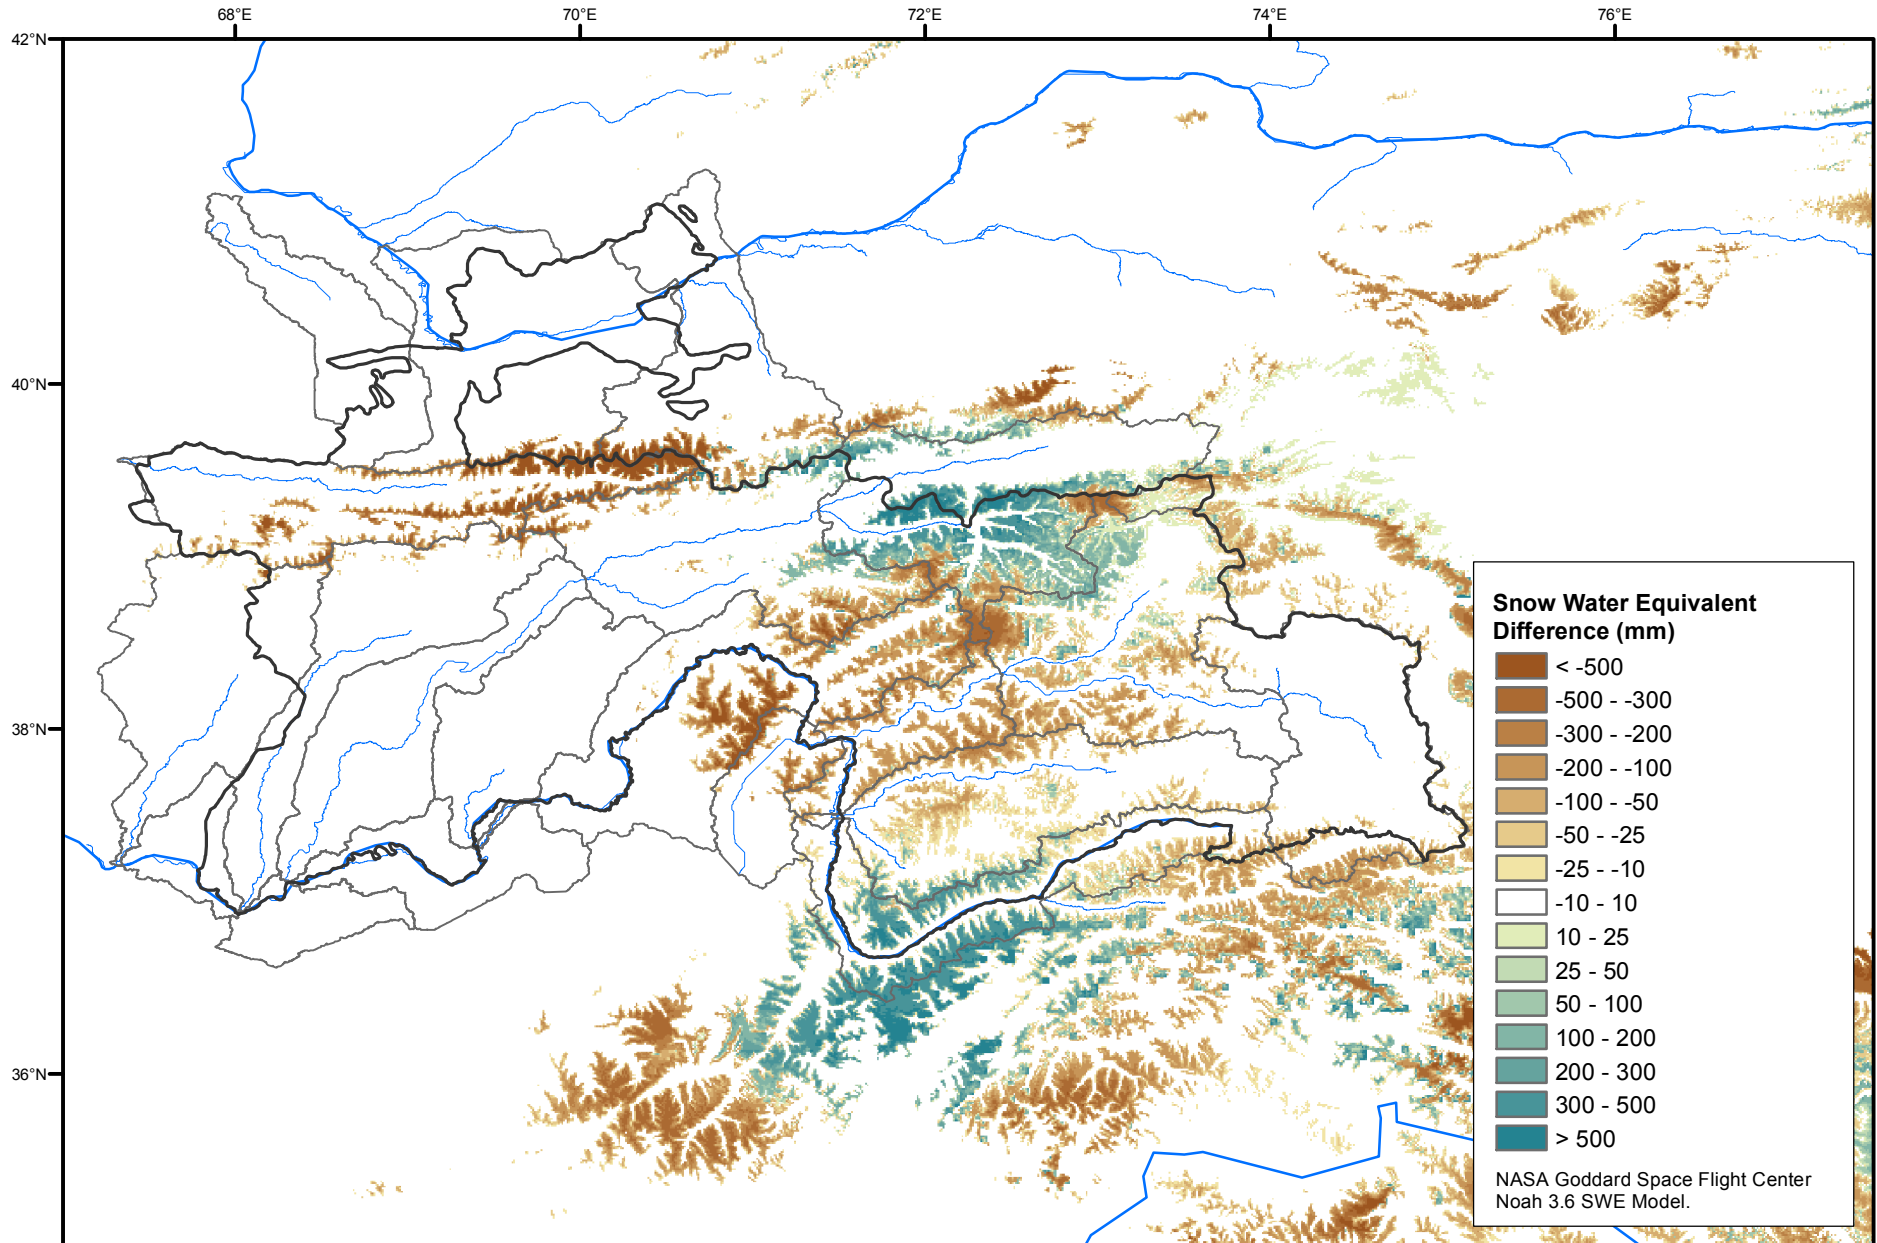 68°E 70°E 72°E 74°E 76°E
42°N
40°N
38°N
36°N
Snow Water Equivalent
Difference (mm)
< -500
-500 - -300
-300 - -200
-200 - -100
-100 - -50
-50 - -25
-25 - -10
-10 - 10
10 - 25
25 - 50
50 - 100
100 - 200
200 - 300
300 - 500
> 500
NASA Goddard Space Flight Center
Noah 3.6 SWE Model.